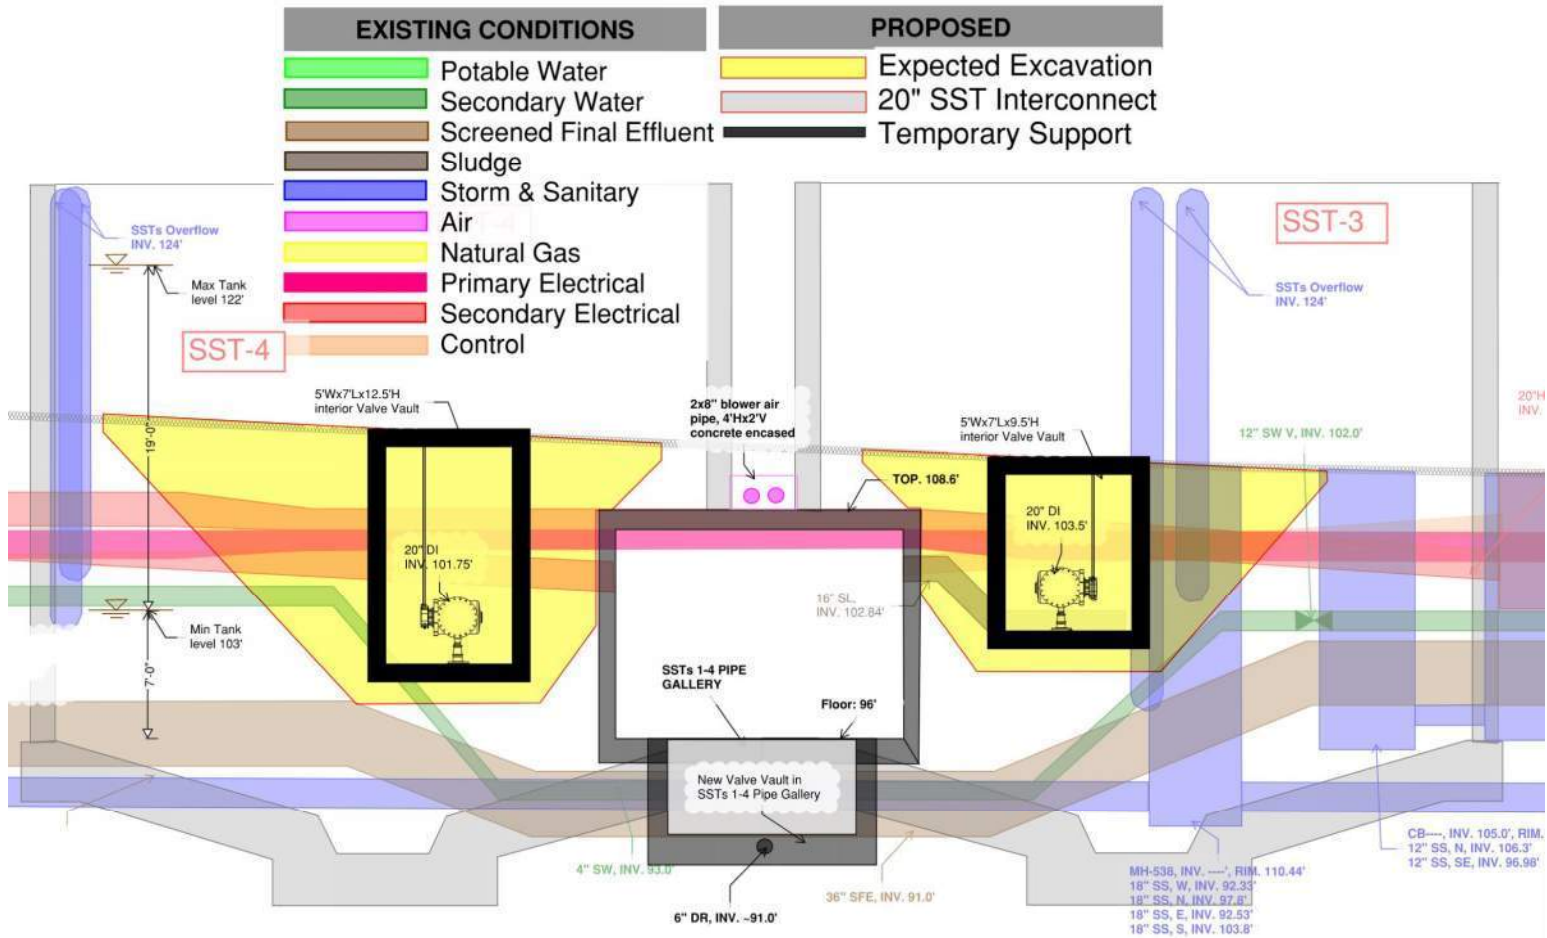 EXISTING CONDITIONS
Potable Water
Secondary Water
Screened Final Effluent
Sludge
Storm & Sanitary
Air
Natural Gas
Primary Electrical
Secondary Electrical
Control
PROPOSED
Expected Excavation
20" SST Interconnect
Temporary Support
SSTs Overflow
INV. 124'
Max Tank
level 122'
SST-4
19'-0"
Min Tank
level 103'
7'-0"
5'Wx7'Lx12.5'H
interior Valve Vault
20" DI
INV. 101.75'
2x8" blower air
pipe, 4'Hx2'V
concrete encased
TOP. 108.6'
16" SL,
INV. 102.84'
SSTs 1-4 PIPE
GALLERY
Floor: 96'
New Valve Vault in
SSTs 1-4 Pipe Gallery
4" SW, INV. 93.0'
6" DR, INV. ~91.0'
36" SFE, INV. 91.0'
5'Wx7'Lx9.5'H
interior Valve Vault
20" DI
INV. 103.5'
SST-3
SSTs Overflow
INV. 124'
12" SW V, INV. 102.0'
20"H
INV.
MH-538, INV. ----', RIM. 110.44'
18" SS, W, INV. 92.33'
18" SS, N, INV. 97.8'
18" SS, E, INV. 92.53'
18" SS, S, INV. 103.8'
CB----, INV. 105.0', RIM.
12" SS, N, INV. 106.3'
12" SS, SE, INV. 96.98'